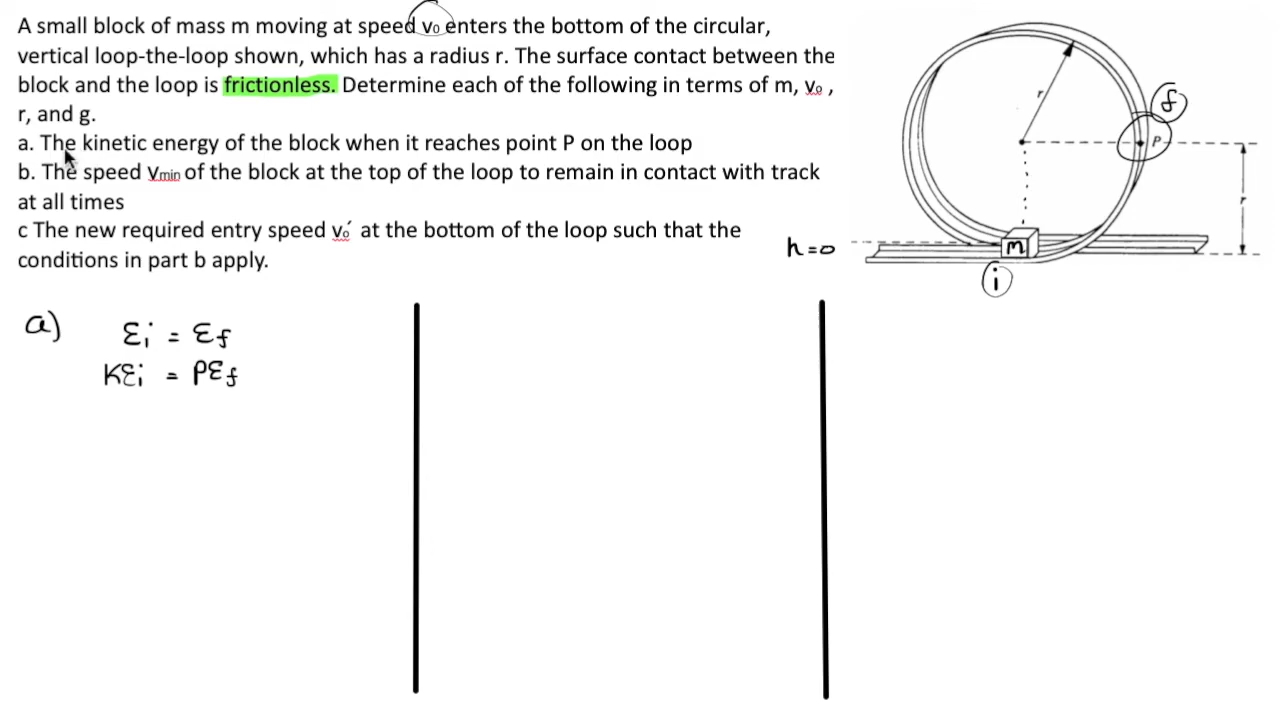 A small block of mass m moving at speed v₀ enters the bottom of the circular,
vertical loop-the-loop shown, which has a radius r. The surface contact between the
block and the loop is frictionless. Determine each of the following in terms of m, v₀ ,
r, and g.
a. The kinetic energy of the block when it reaches point P on the loop
b. The speed vmin of the block at the top of the loop to remain in contact with track
at all times
c The new required entry speed v₀′ at the bottom of the loop such that the
conditions in part b apply.
r
f
P
r
h=0
m
i
a)
Ei = Ef
KEi = PEf